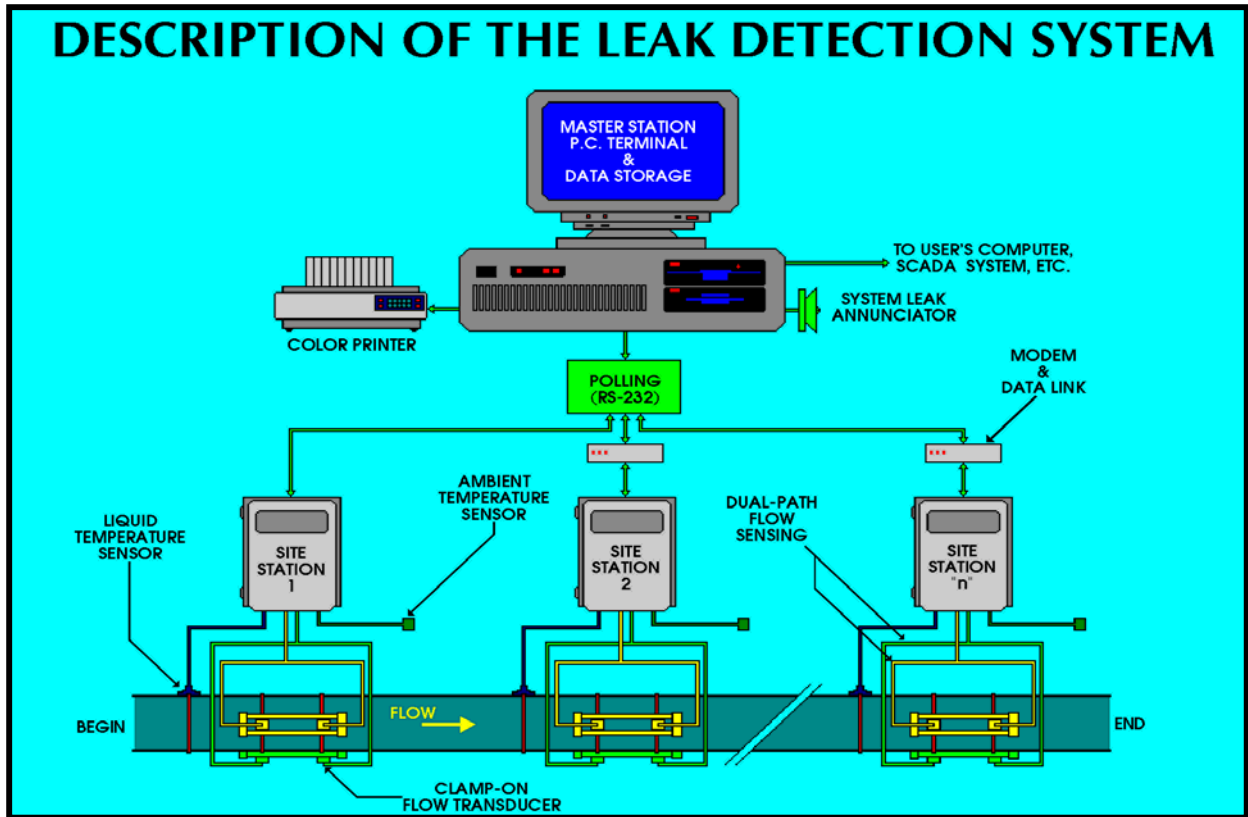 DESCRIPTION OF THE LEAK DETECTION SYSTEM
MASTER STATION
P.C. TERMINAL
&
DATA STORAGE
TO USER'S COMPUTER,
SCADA SYSTEM, ETC.
SYSTEM LEAK
ANNUNCIATOR
COLOR PRINTER
MODEM
&
DATA LINK
POLLING
(RS-232)
LIQUID
TEMPERATURE
SENSOR
AMBIENT
TEMPERATURE
SENSOR
DUAL-PATH
FLOW
SENSING
SITE
STATION
1
SITE
STATION
2
SITE
STATION
"n"
BEGIN
FLOW
END
CLAMP-ON
FLOW TRANSDUCER